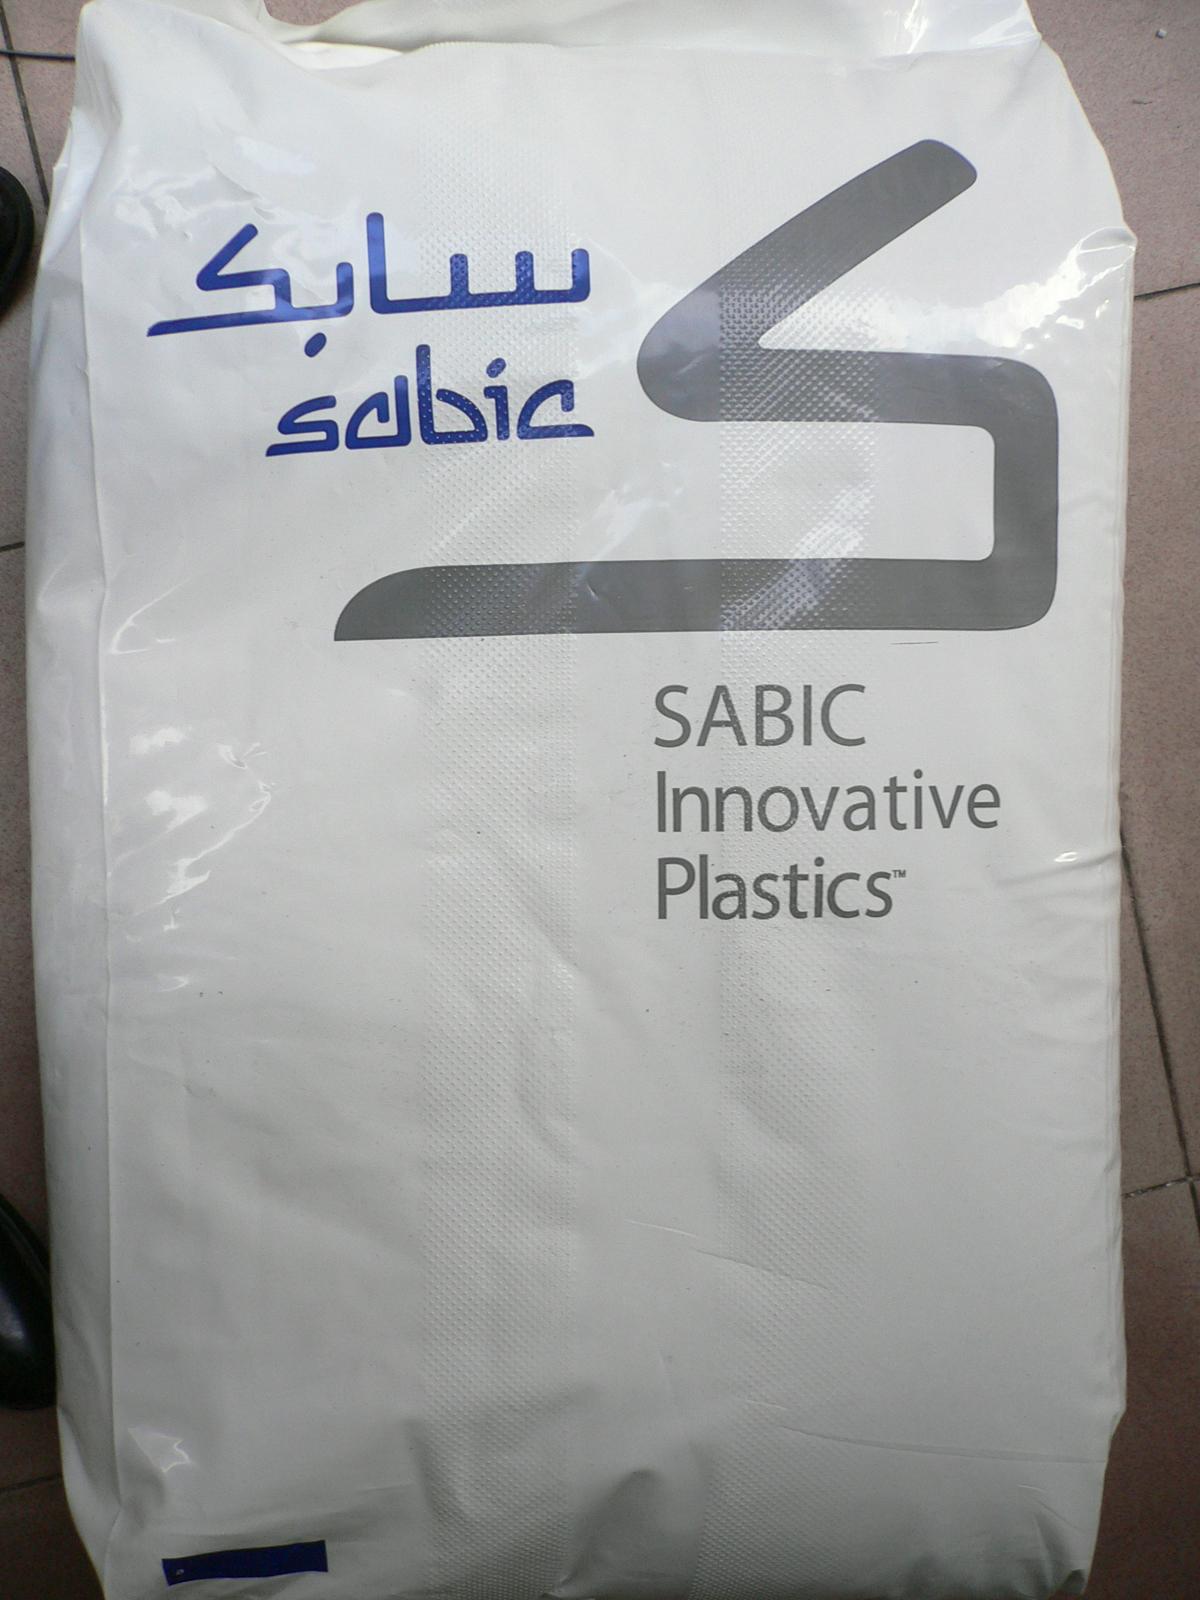 سابك
sabic
SABIC
Innovative
Plastics™